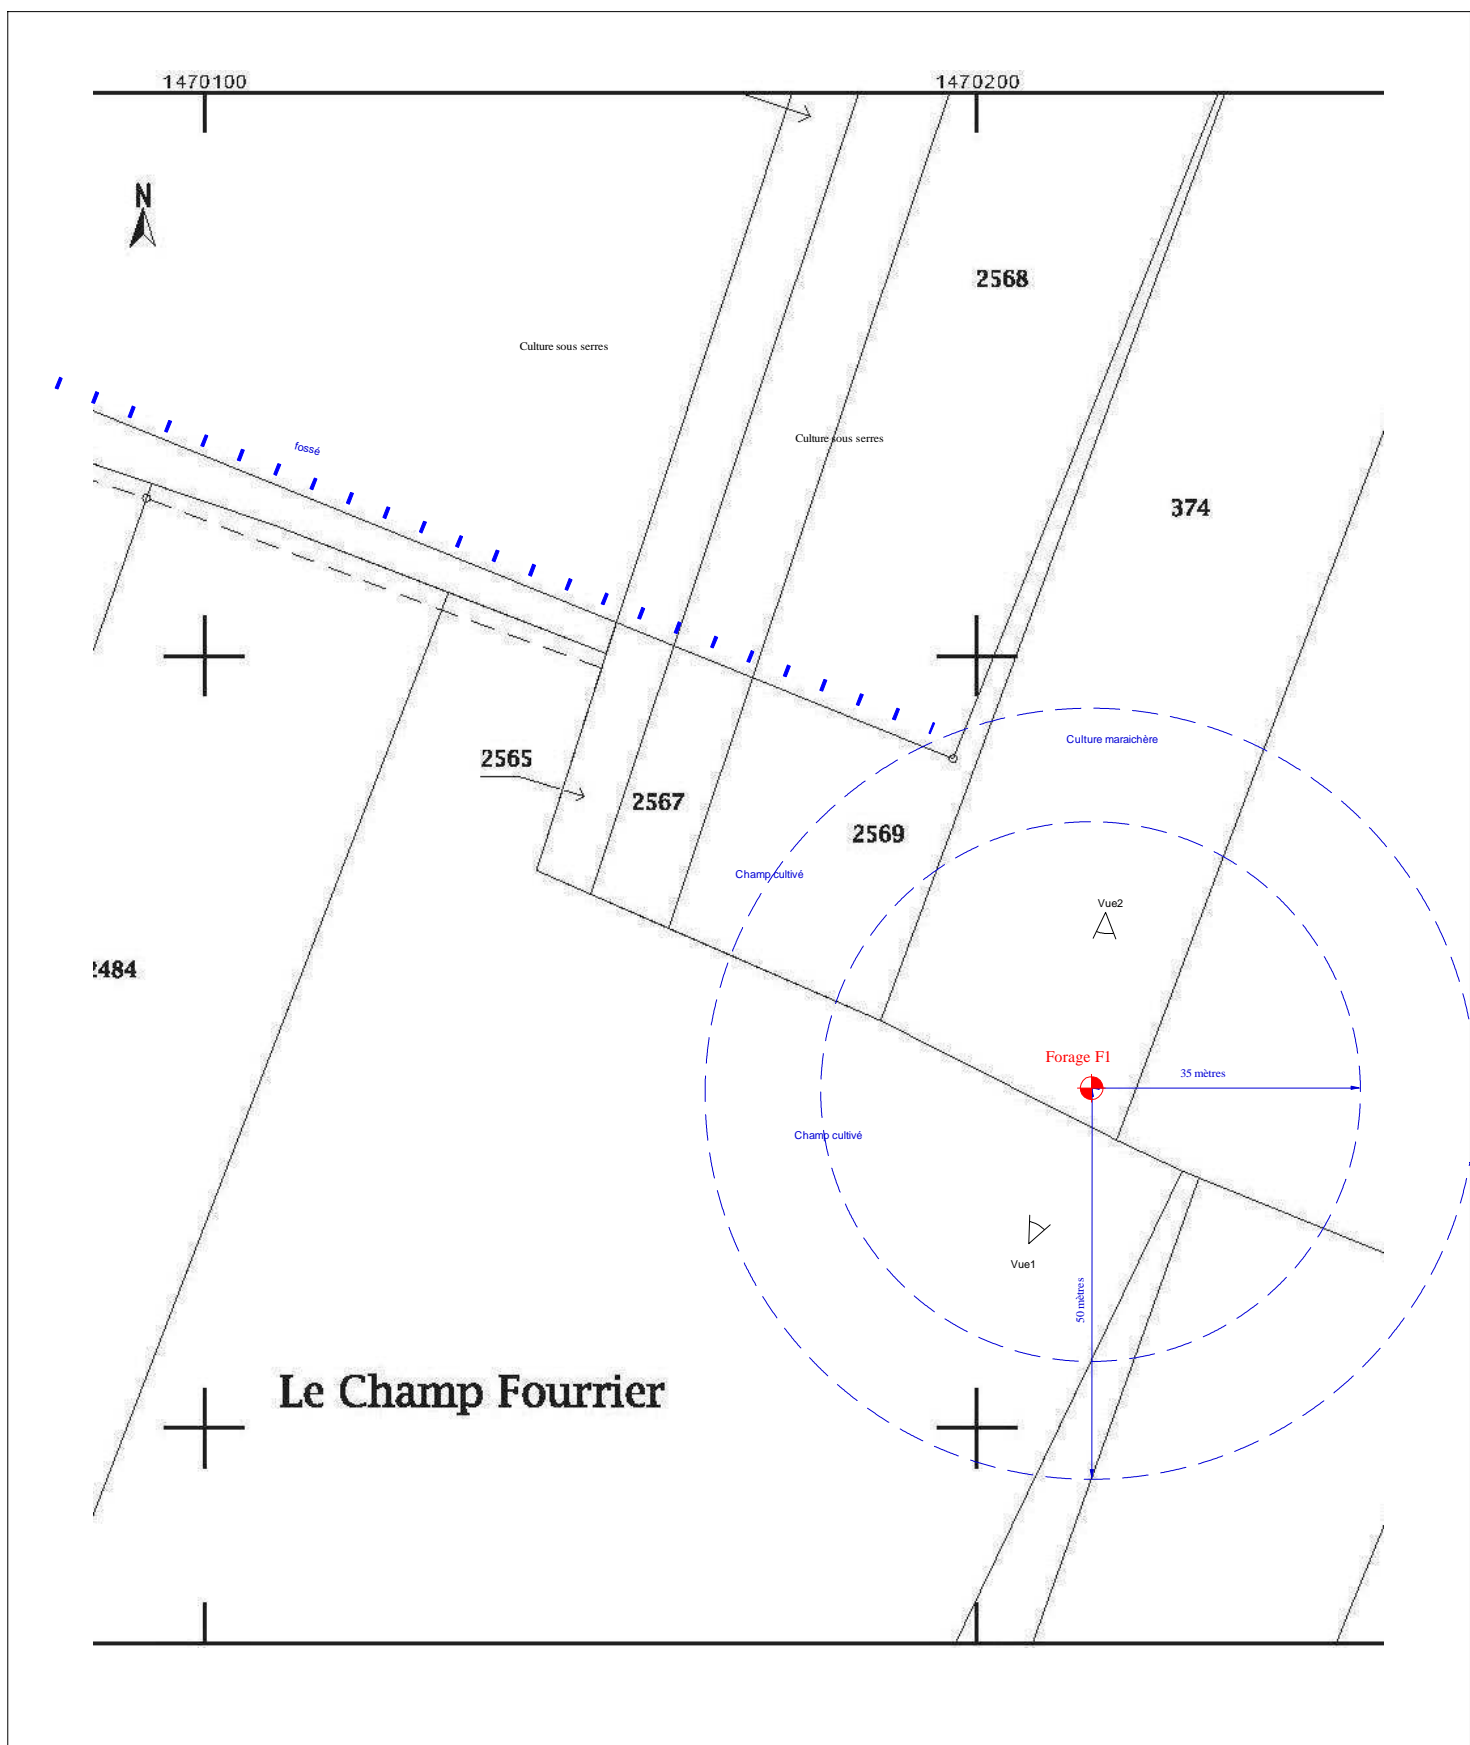 1470100
1470200
N
2568
Culture sous serres
Culture sous serres
fossé
374
Culture maraichère
2565
2567
2569
Champ cultivé
Vue2
2484
Forage F1
35 mètres
Champ cultivé
Vue1
50 mètres
Le Champ Fourrier